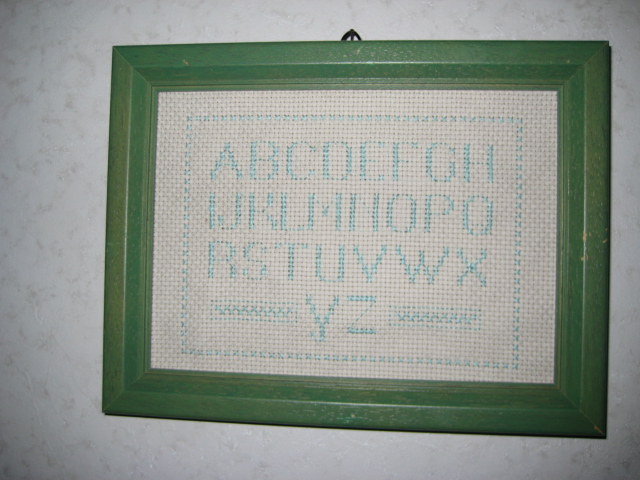 ABCDEFGH
IJKLMNOPQ
RSTUVWX
YZ